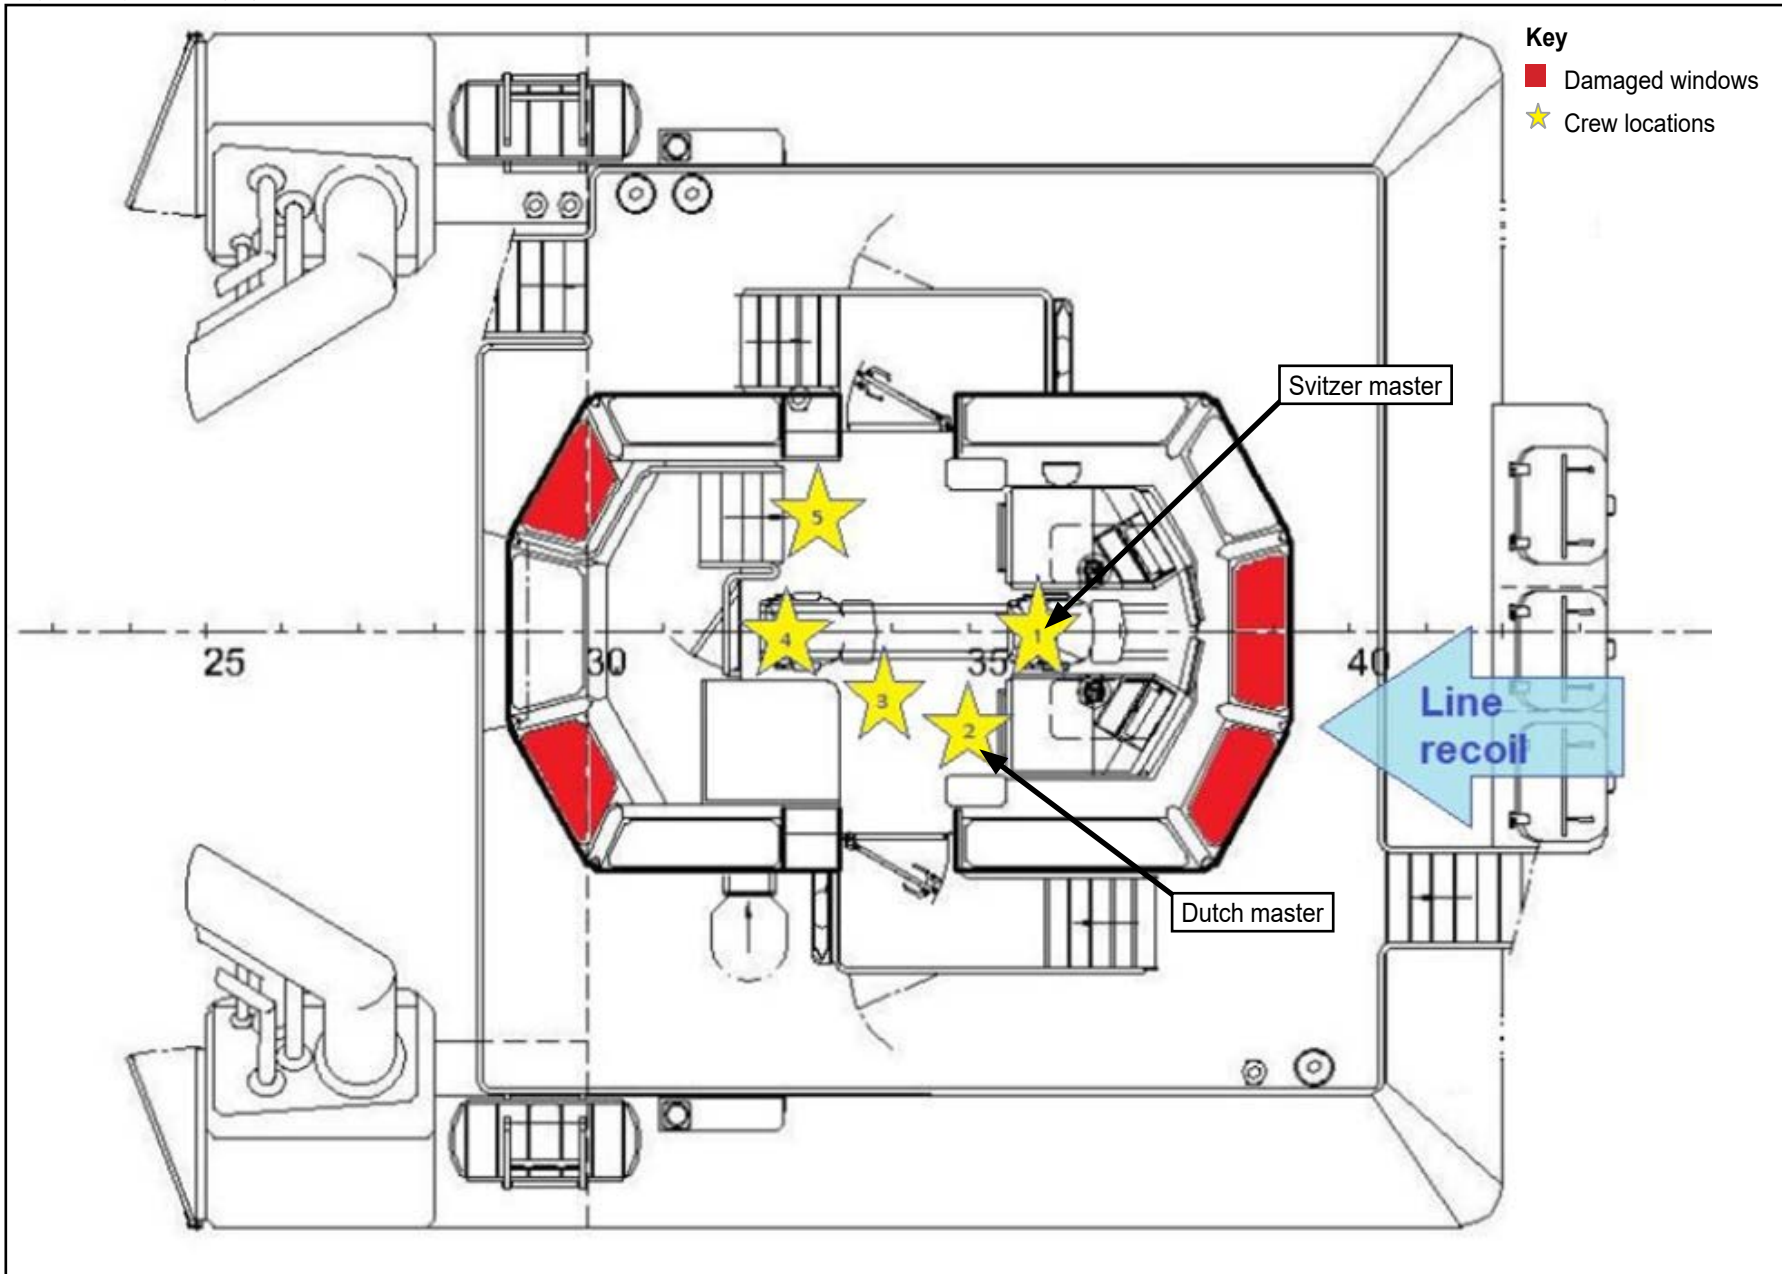 Key
Damaged windows
Crew locations
Svitzer master
5
4
1
25
30
35
40
3
2
Line
recoil
Dutch master